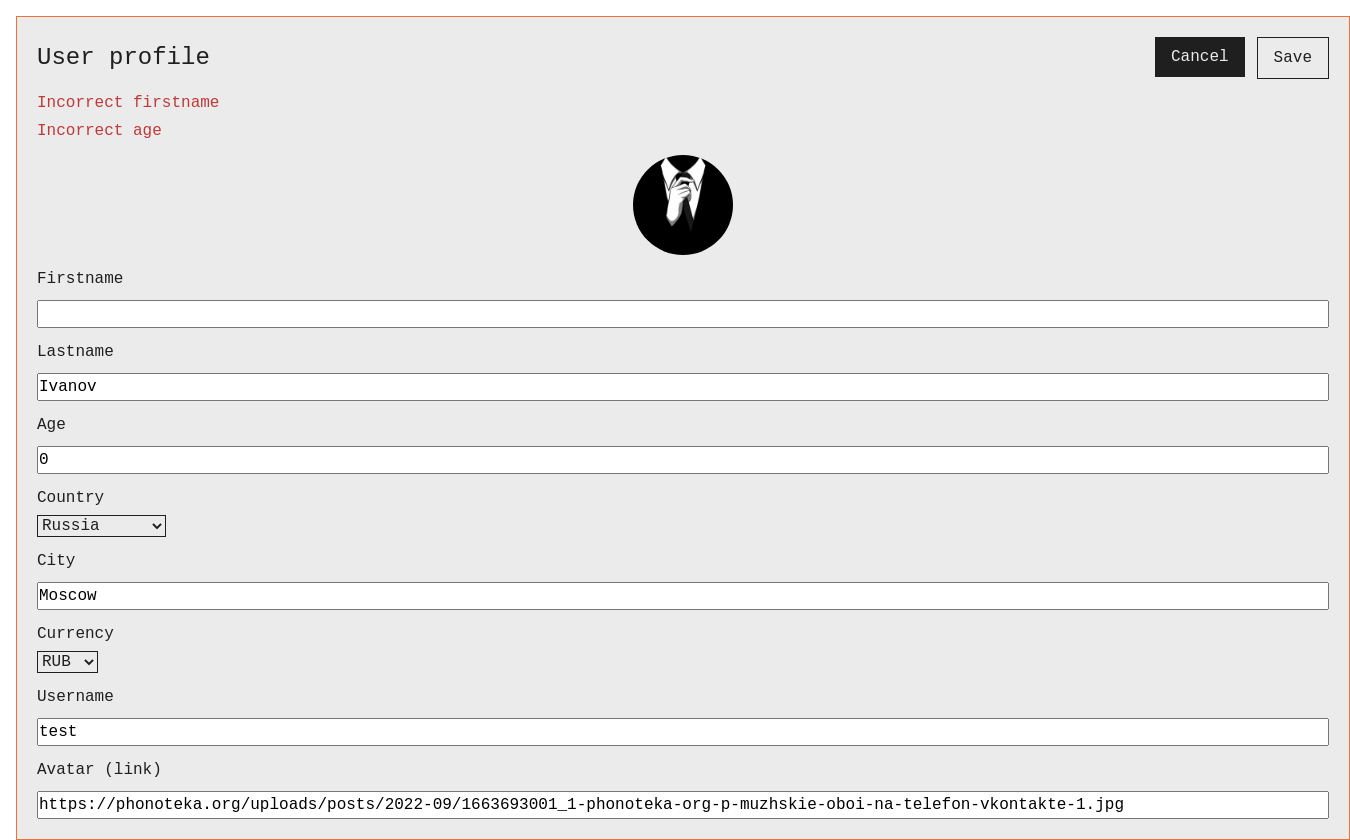 User profile
Cancel
Save
Incorrect firstname
Incorrect age
Firstname
Lastname
Ivanov
Age
0
Country
Russia
City
Moscow
Currency
RUB
Username
test
Avatar (link)
https://phonoteka.org/uploads/posts/2022-09/1663693001_1-phonoteka-org-p-muzhskie-oboi-na-telefon-vkontakte-1.jpg